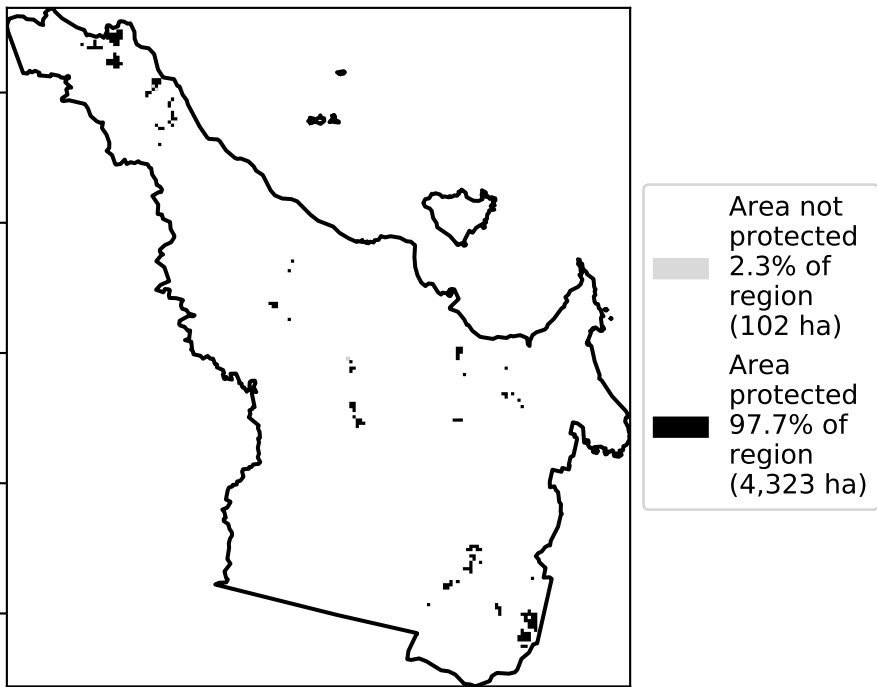 Area not
protected
2.3% of
region
(102 ha)
Area
protected
97.7% of
region
(4,323 ha)